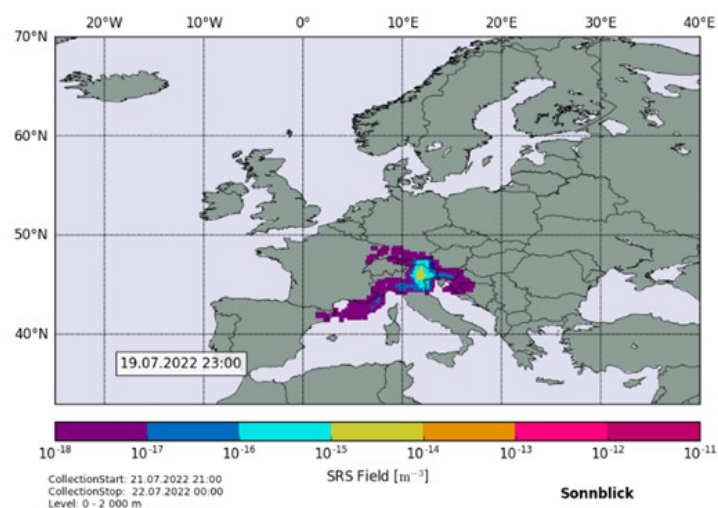 20°W 10°W 0° 10°E 20°E 30°E 40°E
70°N
60°N
50°N
40°N
19.07.2022 23:00
10⁻¹⁸ 10⁻¹⁷ 10⁻¹⁶ 10⁻¹⁵ 10⁻¹⁴ 10⁻¹³ 10⁻¹² 10⁻¹¹
SRS Field [m⁻³]
CollectionStart: 21.07.2022 21:00
CollectionStop: 22.07.2022 00:00
Level: 0 - 2 000 m
Sonnblick